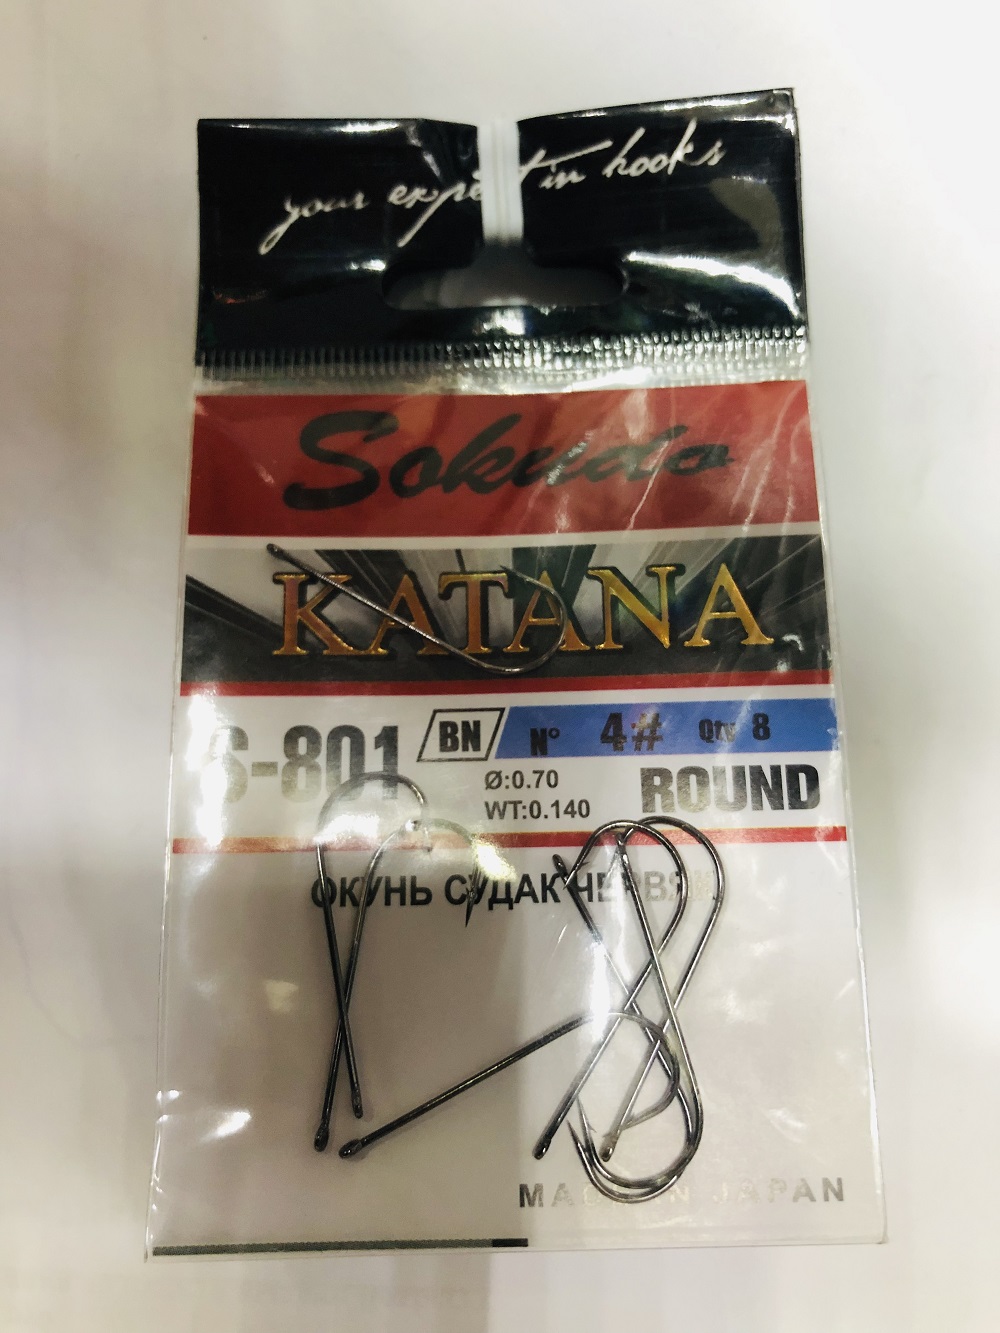 your expert in hooks
Sokudo
KATANA
S-801 BN N° 4# Qty 8
Ø:0.70
WT:0.140
ROUND
ОКУНЬ СУДАК ЧЕРВЯК
MADE IN JAPAN